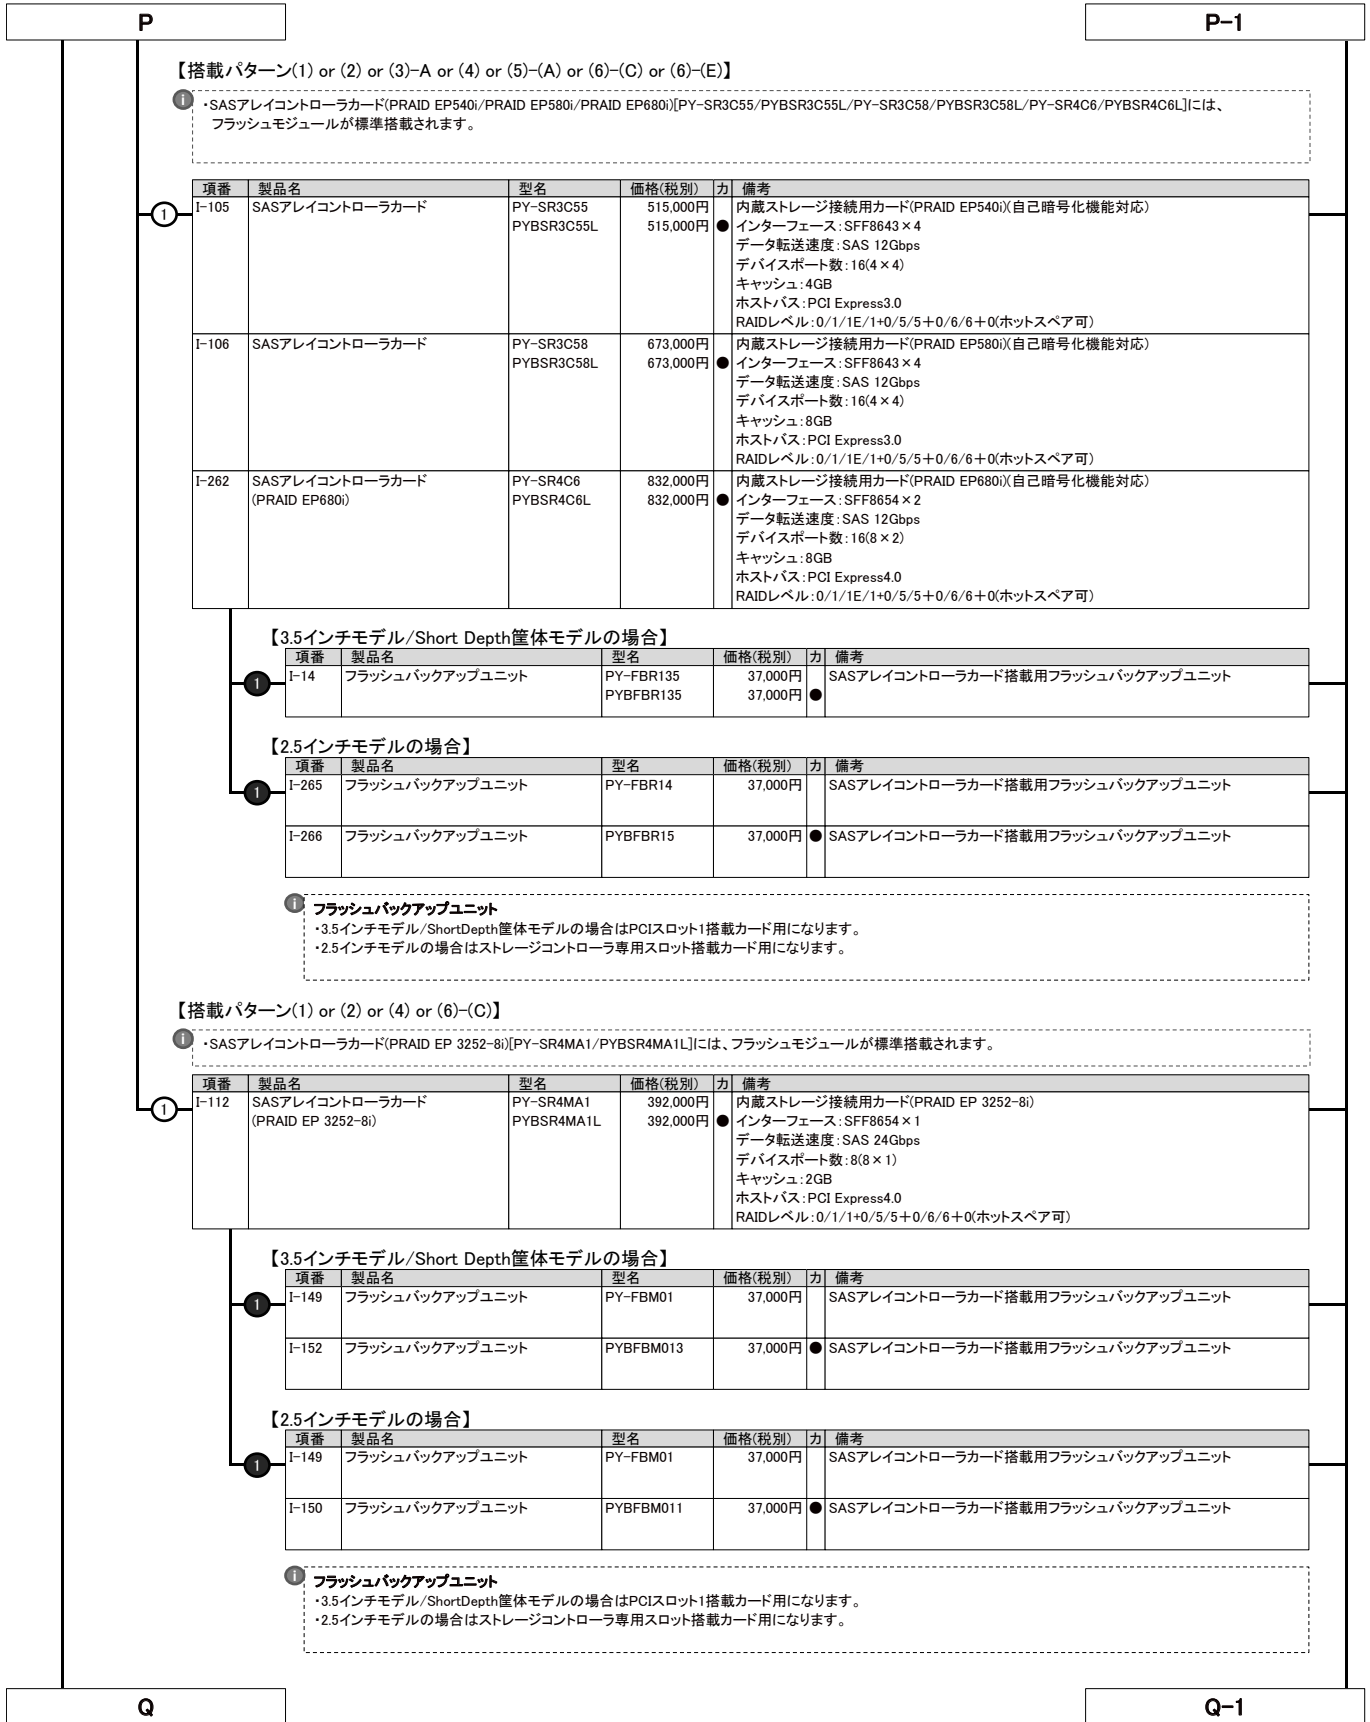 P
P-1
【搭載パターン(1) or (2) or (3)-A or (4) or (5)-(A) or (6)-(C) or (6)-(E)】
i
・SASアレイコントローラカード(PRAID EP540i/PRAID EP580i/PRAID EP680i)[PY-SR3C55/PYBSR3C55L/PY-SR3C58/PYBSR3C58L/PY-SR4C6/PYBSR4C6L]には、
フラッシュモジュールが標準搭載されます。
項番 製品名 型名 価格(税別) カ 備考
1
I-105 SASアレイコントローラカード PY-SR3C55 515,000円 内蔵ストレージ接続用カード(PRAID EP540i)(自己暗号化機能対応)
PYBSR3C55L 515,000円 ● インターフェース：SFF8643×4
データ転送速度：SAS 12Gbps
デバイスポート数：16(4×4)
キャッシュ：4GB
ホストバス：PCI Express3.0
RAIDレベル：0/1/1E/1+0/5/5＋0/6/6＋0(ホットスペア可)
I-106 SASアレイコントローラカード PY-SR3C58 673,000円 内蔵ストレージ接続用カード(PRAID EP580i)(自己暗号化機能対応)
PYBSR3C58L 673,000円 ● インターフェース：SFF8643×4
データ転送速度：SAS 12Gbps
デバイスポート数：16(4×4)
キャッシュ：8GB
ホストバス：PCI Express3.0
RAIDレベル：0/1/1E/1+0/5/5＋0/6/6＋0(ホットスペア可)
I-262 SASアレイコントローラカード PY-SR4C6 832,000円 内蔵ストレージ接続用カード(PRAID EP680i)(自己暗号化機能対応)
(PRAID EP680i) PYBSR4C6L 832,000円 ● インターフェース：SFF8654×2
データ転送速度：SAS 12Gbps
デバイスポート数：16(8×2)
キャッシュ：8GB
ホストバス：PCI Express4.0
RAIDレベル：0/1/1E/1+0/5/5＋0/6/6＋0(ホットスペア可)
【3.5インチモデル/Short Depth筐体モデルの場合】
項番 製品名 型名 価格(税別) カ 備考
1
I-14 フラッシュバックアップユニット PY-FBR135 37,000円 SASアレイコントローラカード搭載用フラッシュバックアップユニット
PYBFBR135 37,000円 ●
【2.5インチモデルの場合】
項番 製品名 型名 価格(税別) カ 備考
1
I-265 フラッシュバックアップユニット PY-FBR14 37,000円 SASアレイコントローラカード搭載用フラッシュバックアップユニット
I-266 フラッシュバックアップユニット PYBFBR15 37,000円 ● SASアレイコントローラカード搭載用フラッシュバックアップユニット
i
フラッシュバックアップユニット
・3.5インチモデル/ShortDepth筐体モデルの場合はPCIスロット1搭載カード用になります。
・2.5インチモデルの場合はストレージコントローラ専用スロット搭載カード用になります。
【搭載パターン(1) or (2) or (4) or (6)-(C)】
i
・SASアレイコントローラカード(PRAID EP 3252-8i)[PY-SR4MA1/PYBSR4MA1L]には、フラッシュモジュールが標準搭載されます。
項番 製品名 型名 価格(税別) カ 備考
1
I-112 SASアレイコントローラカード PY-SR4MA1 392,000円 内蔵ストレージ接続用カード(PRAID EP 3252-8i)
(PRAID EP 3252-8i) PYBSR4MA1L 392,000円 ● インターフェース：SFF8654×1
データ転送速度：SAS 24Gbps
デバイスポート数：8(8×1)
キャッシュ：2GB
ホストバス：PCI Express4.0
RAIDレベル：0/1/1+0/5/5＋0/6/6＋0(ホットスペア可)
【3.5インチモデル/Short Depth筐体モデルの場合】
項番 製品名 型名 価格(税別) カ 備考
1
I-149 フラッシュバックアップユニット PY-FBM01 37,000円 SASアレイコントローラカード搭載用フラッシュバックアップユニット
I-152 フラッシュバックアップユニット PYBFBM013 37,000円 ● SASアレイコントローラカード搭載用フラッシュバックアップユニット
【2.5インチモデルの場合】
項番 製品名 型名 価格(税別) カ 備考
1
I-149 フラッシュバックアップユニット PY-FBM01 37,000円 SASアレイコントローラカード搭載用フラッシュバックアップユニット
I-150 フラッシュバックアップユニット PYBFBM011 37,000円 ● SASアレイコントローラカード搭載用フラッシュバックアップユニット
i
フラッシュバックアップユニット
・3.5インチモデル/ShortDepth筐体モデルの場合はPCIスロット1搭載カード用になります。
・2.5インチモデルの場合はストレージコントローラ専用スロット搭載カード用になります。
Q
Q-1